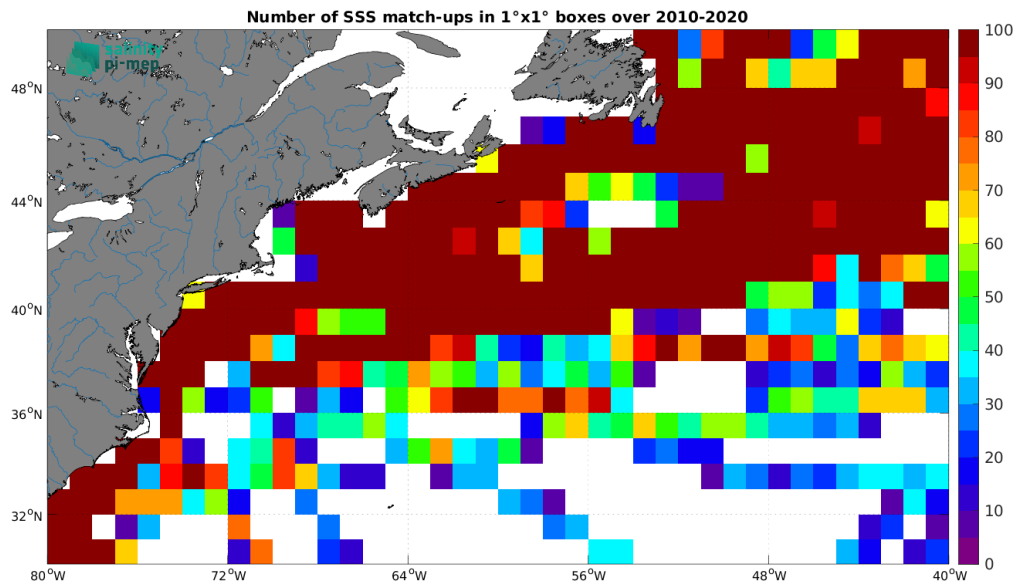 Number of SSS match-ups in 1°x1° boxes over 2010-2020
salinity
pi-mep
48°N
44°N
40°N
36°N
32°N
80°W 72°W 64°W 56°W 48°W 40°W
100
90
80
70
60
50
40
30
20
10
0